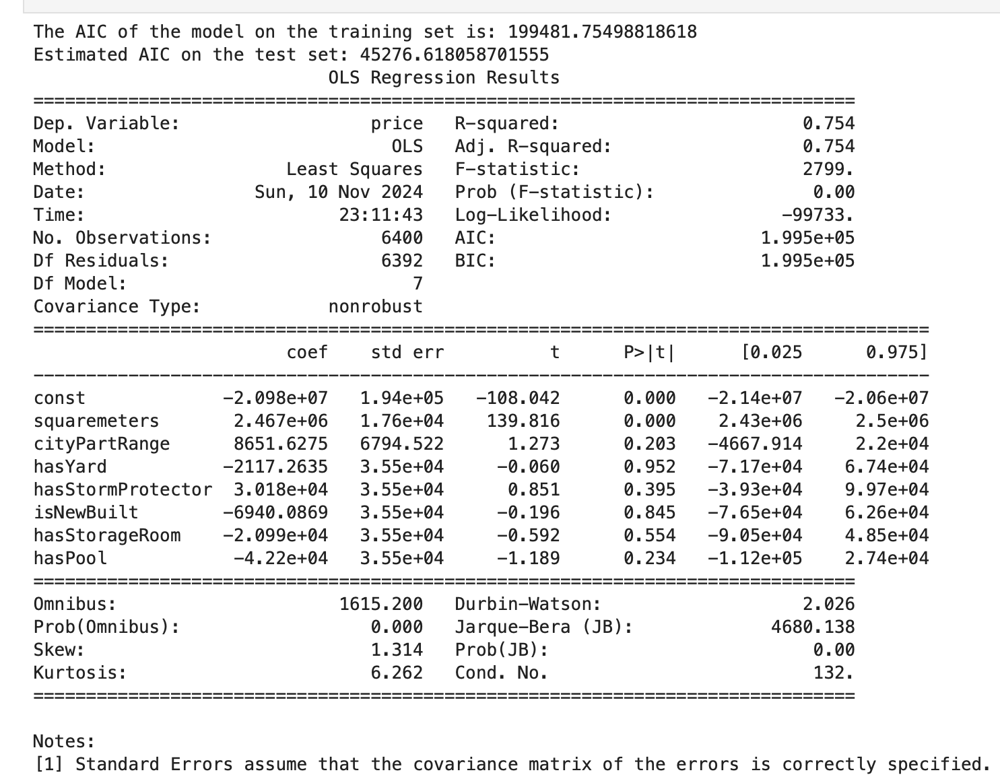 The AIC of the model on the training set is: 199481.75498818618
Estimated AIC on the test set: 45276.618058701555
                            OLS Regression Results
==============================================================================
Dep. Variable:                  price   R-squared:                       0.754
Model:                            OLS   Adj. R-squared:                  0.754
Method:                 Least Squares   F-statistic:                     2799.
Date:                Sun, 10 Nov 2024   Prob (F-statistic):               0.00
Time:                        23:11:43   Log-Likelihood:                -99733.
No. Observations:                6400   AIC:                         1.995e+05
Df Residuals:                    6392   BIC:                         1.995e+05
Df Model:                           7
Covariance Type:            nonrobust
=====================================================================================
                        coef    std err          t      P>|t|      [0.025      0.975]
-------------------------------------------------------------------------------------
const             -2.098e+07   1.94e+05   -108.042      0.000   -2.14e+07   -2.06e+07
squaremeters       2.467e+06   1.76e+04    139.816      0.000    2.43e+06     2.5e+06
cityPartRange      8651.6275   6794.522      1.273      0.203   -4667.914     2.2e+04
hasYard           -2117.2635   3.55e+04     -0.060      0.952   -7.17e+04    6.74e+04
hasStormProtector  3.018e+04   3.55e+04      0.851      0.395   -3.93e+04    9.97e+04
isNewBuilt        -6940.0869   3.55e+04     -0.196      0.845   -7.65e+04    6.26e+04
hasStorageRoom    -2.099e+04   3.55e+04     -0.592      0.554   -9.05e+04    4.85e+04
hasPool            -4.22e+04   3.55e+04     -1.189      0.234   -1.12e+05    2.74e+04
==============================================================================
Omnibus:                     1615.200   Durbin-Watson:                   2.026
Prob(Omnibus):                  0.000   Jarque-Bera (JB):             4680.138
Skew:                           1.314   Prob(JB):                         0.00
Kurtosis:                       6.262   Cond. No.                         132.
==============================================================================
Notes:
[1] Standard Errors assume that the covariance matrix of the errors is correctly specified.